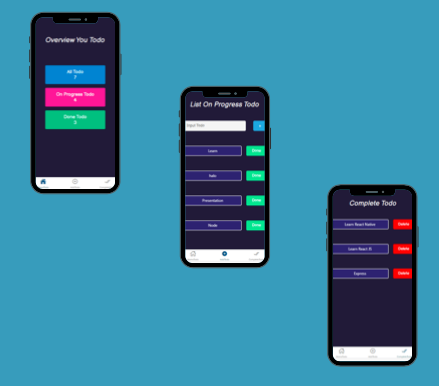 Overview You Todo
All Todo
7
On Progress Todo
4
Done Todo
3
List On Progress Todo
Input Todo
+
Learn
Done
Done
Presentation
Done
Node
Done
Complete Todo
Learn React Native
Delete
Learn React JS
Delete
Express
Delete